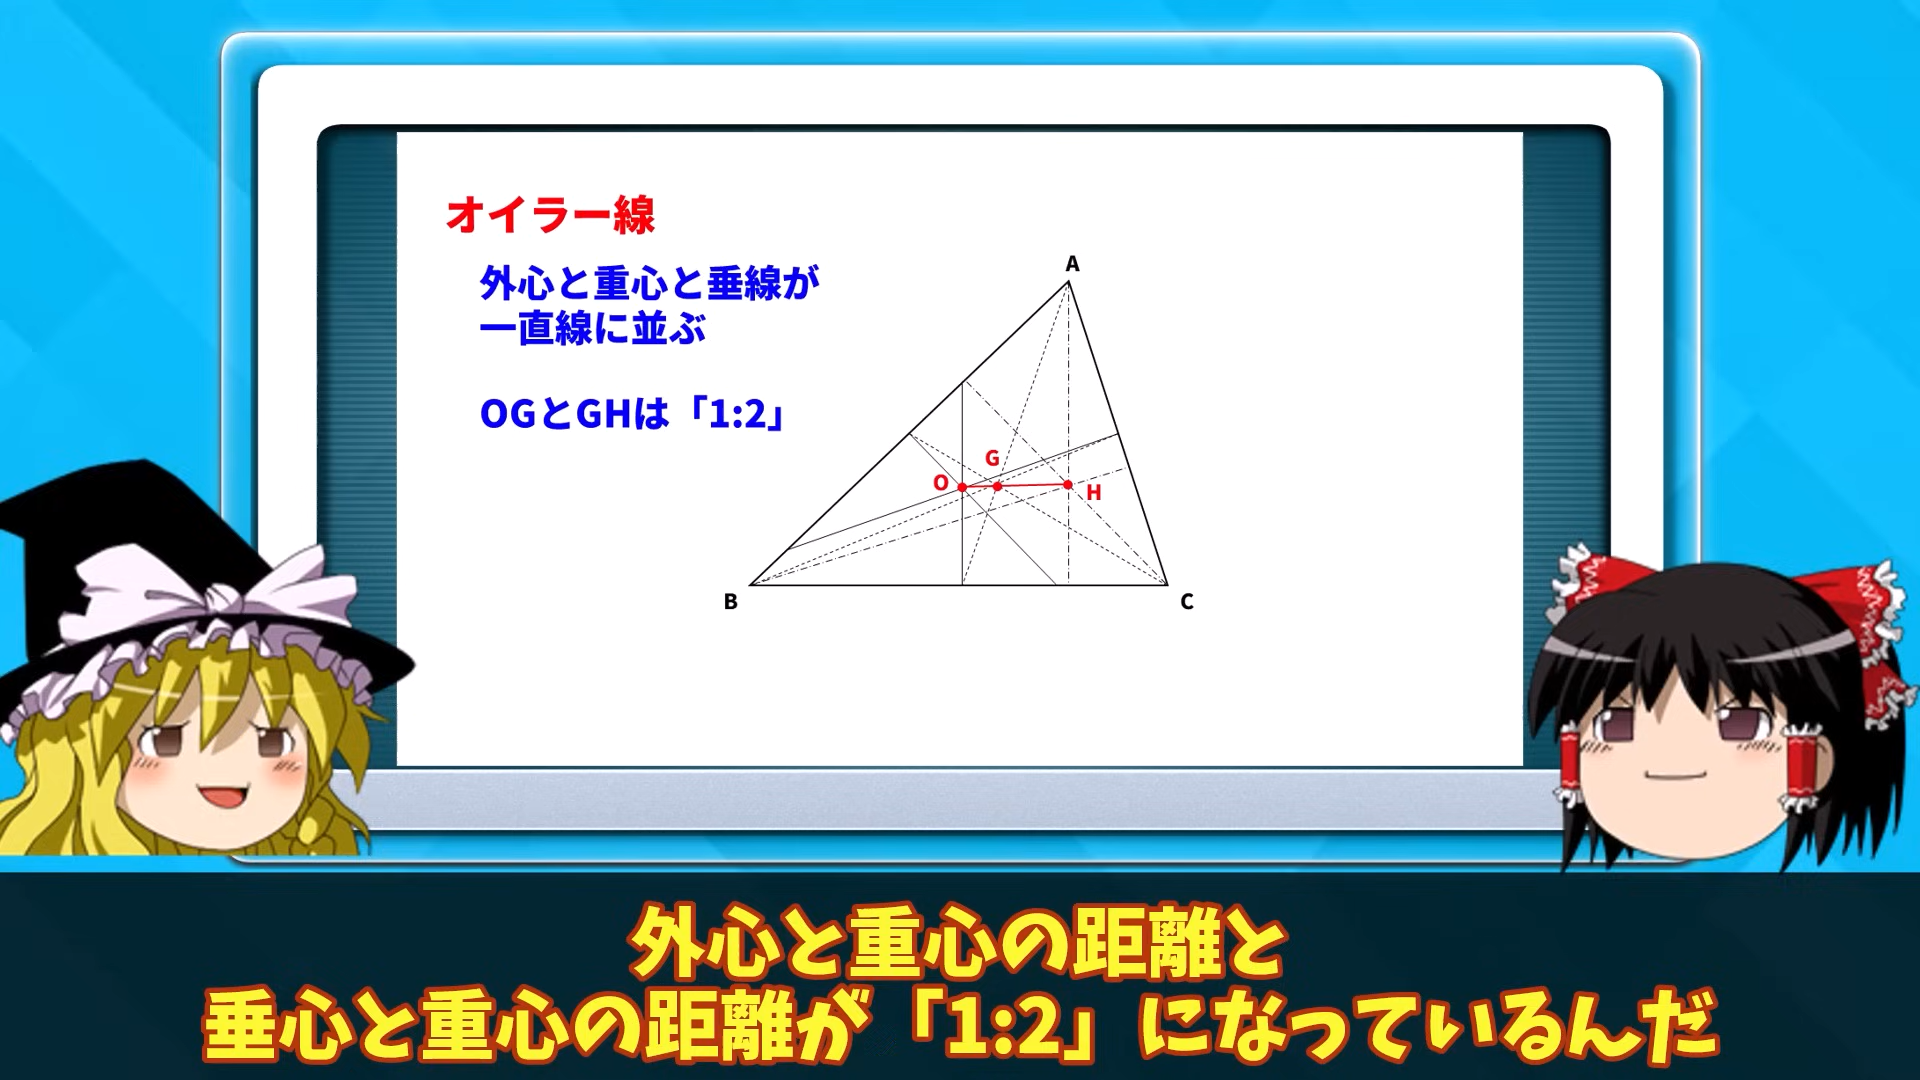 オイラー線
外心と重心と垂線が
一直線に並ぶ
OGとGHは「1:2」
A
G
O
H
B
C
外心と重心の距離と
垂心と重心の距離が「1:2」になっているんだ